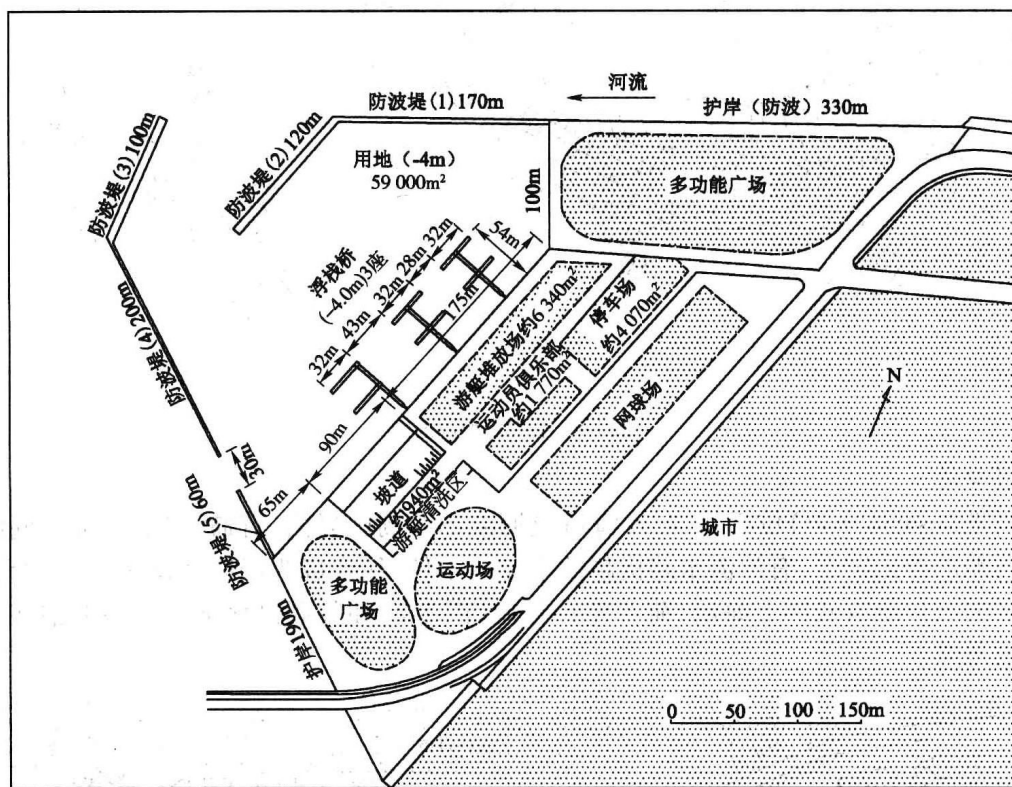 河流
防波堤(1)170m
护岸（防波）330m
防波堤(3)100m
防波堤(2)120m
用地（-4m）
59 000m²
100m
多功能广场
54m
32m
28m
32m
43m
32m
浮栈桥
(-4.0m)3座
175m
防波堤(4)200m
游艇堆放场约6 340m²
停车场
约4 070m²
运动员俱乐部
约1 770m²
网球场
N
90m
30m
65m
坡道
约940m²
游艇清洗区
城市
防波堤(5)60m
多功能
广场
运动场
护岸190m
0 50 100 150m